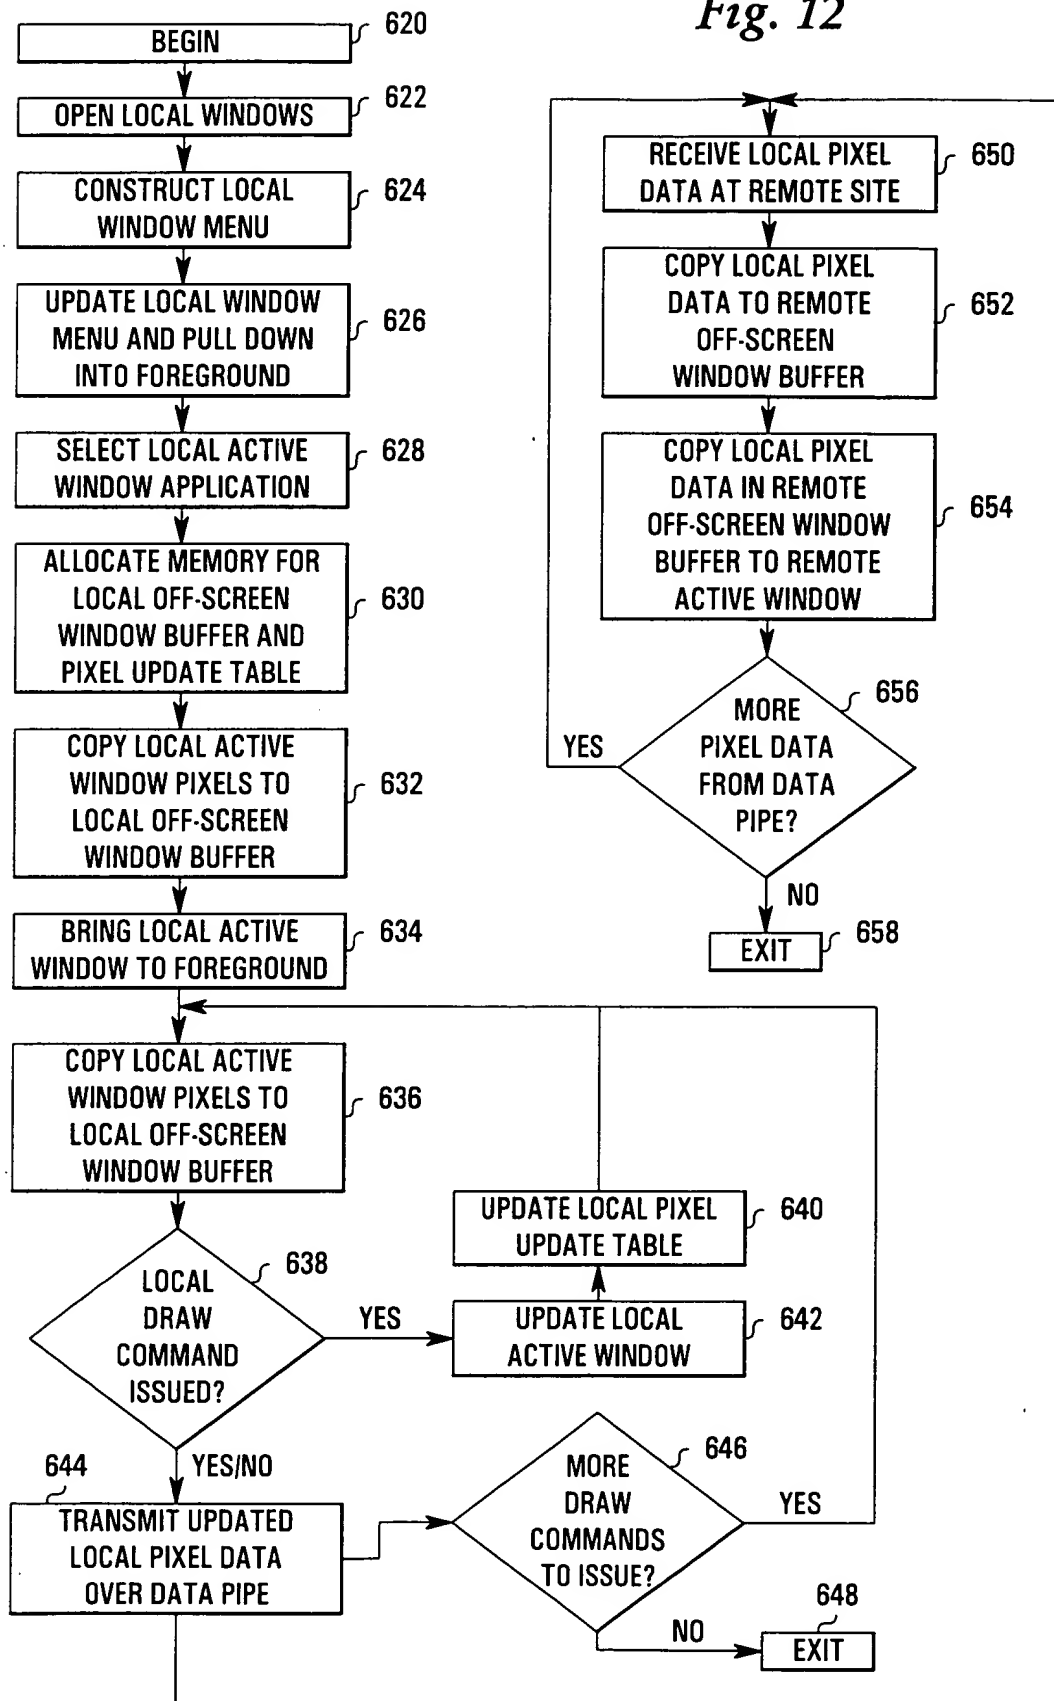 Fig. 12
BEGIN
620
OPEN LOCAL WINDOWS
622
CONSTRUCT LOCAL
WINDOW MENU
624
UPDATE LOCAL WINDOW
MENU AND PULL DOWN
INTO FOREGROUND
626
SELECT LOCAL ACTIVE
WINDOW APPLICATION
628
ALLOCATE MEMORY FOR
LOCAL OFF-SCREEN
WINDOW BUFFER AND
PIXEL UPDATE TABLE
630
COPY LOCAL ACTIVE
WINDOW PIXELS TO
LOCAL OFF-SCREEN
WINDOW BUFFER
632
BRING LOCAL ACTIVE
WINDOW TO FOREGROUND
634
COPY LOCAL ACTIVE
WINDOW PIXELS TO
LOCAL OFF-SCREEN
WINDOW BUFFER
636
LOCAL
DRAW
COMMAND
ISSUED?
638
YES
UPDATE LOCAL PIXEL
UPDATE TABLE
640
UPDATE LOCAL
ACTIVE WINDOW
642
YES/NO
644
TRANSMIT UPDATED
LOCAL PIXEL DATA
OVER DATA PIPE
MORE
DRAW
COMMANDS
TO ISSUE?
646
YES
NO
648
EXIT
RECEIVE LOCAL PIXEL
DATA AT REMOTE SITE
650
COPY LOCAL PIXEL
DATA TO REMOTE
OFF-SCREEN
WINDOW BUFFER
652
COPY LOCAL PIXEL
DATA IN REMOTE
OFF-SCREEN WINDOW
BUFFER TO REMOTE
ACTIVE WINDOW
654
MORE
PIXEL DATA
FROM DATA
PIPE?
656
YES
NO
EXIT
658